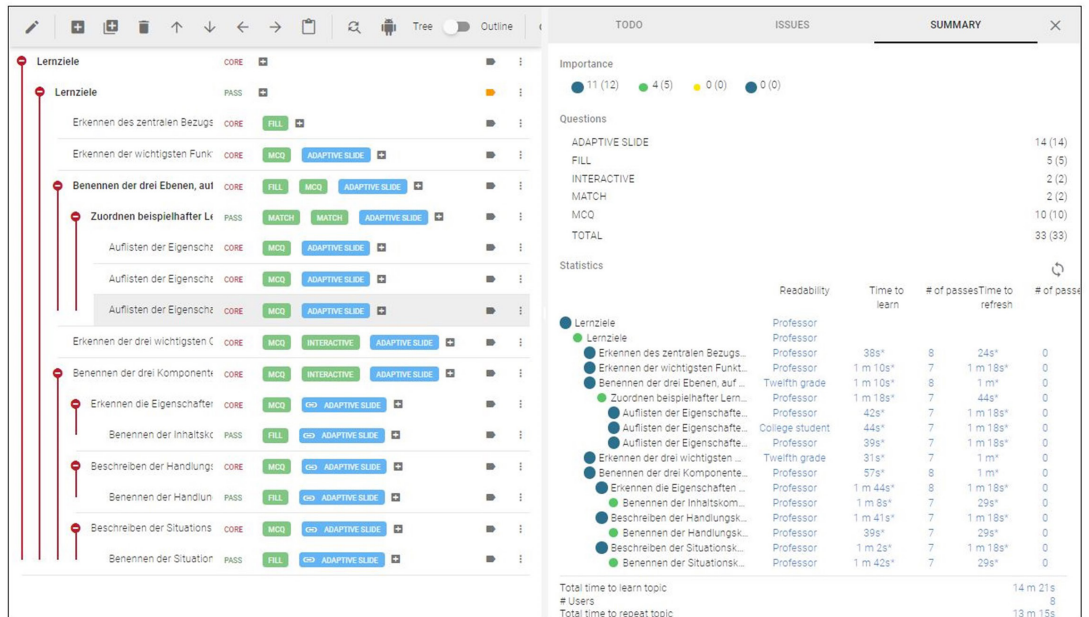 Tree Outline
Lernziele CORE
Lernziele PASS
Erkennen des zentralen Bezugs CORE FILL
Erkennen der wichtigsten Funk CORE MCQ ADAPTIVE SLIDE
Benennen der drei Ebenen, auf CORE FILL MCQ ADAPTIVE SLIDE
Zuordnen beispielhafter Le PASS MATCH MATCH ADAPTIVE SLIDE
Auflisten der Eigenscha CORE MCQ ADAPTIVE SLIDE
Auflisten der Eigenscha CORE MCQ ADAPTIVE SLIDE
Auflisten der Eigenscha CORE MCQ ADAPTIVE SLIDE
Erkennen der drei wichtigsten CORE MCQ INTERACTIVE ADAPTIVE SLIDE
Benennen der drei Komponente CORE MCQ INTERACTIVE ADAPTIVE SLIDE
Erkennen die Eigenschafter CORE MCQ ADAPTIVE SLIDE
Benennen der Inhaltskc PASS FILL ADAPTIVE SLIDE
Beschreiben der Handlungs CORE MCQ ADAPTIVE SLIDE
Benennen der Handlun PASS FILL ADAPTIVE SLIDE
Beschreiben der Situations CORE MCQ ADAPTIVE SLIDE
Benennen der Situation PASS FILL ADAPTIVE SLIDE
TODO ISSUES SUMMARY
Importance
11 (12) 4 (5) 0 (0) 0 (0)
Questions
ADAPTIVE SLIDE 14 (14)
FILL 5 (5)
INTERACTIVE 2 (2)
MATCH 2 (2)
MCQ 10 (10)
TOTAL 33 (33)
Statistics
Readability Time to # of passes Time to # of passe
learn refresh
Lernziele Professor
Lernziele Professor
Erkennen des zentralen Bezugs... Professor 38s* 8 24s* 0
Erkennen der wichtigsten Funkt... Professor 1 m 10s* 7 1 m 18s* 0
Benennen der drei Ebenen, auf ... Twelfth grade 1 m 10s* 8 1 m* 0
Zuordnen beispielhafter Lern... Professor 1 m 18s* 7 44s* 0
Auflisten der Eigenschafte... Professor 42s* 7 1 m 18s* 0
Auflisten der Eigenschafte... College student 44s* 7 1 m 18s* 0
Auflisten der Eigenschafte... Professor 39s* 7 1 m 18s* 0
Erkennen der drei wichtigsten ... Twelfth grade 31s* 7 1 m* 0
Benennen der drei Komponente... Professor 57s* 8 1 m* 0
Erkennen die Eigenschaften ... Professor 1 m 44s* 8 1 m 18s* 0
Benennen der Inhaltskom... Professor 1 m 8s* 7 29s* 0
Beschreiben der Handlungsk... Professor 1 m 41s* 7 1 m 18s* 0
Benennen der Handlungsk... Professor 39s* 7 29s* 0
Beschreiben der Situationsk... Professor 1 m 2s* 7 1 m 18s* 0
Benennen der Situationsk... Professor 1 m 42s* 7 29s* 0
Total time to learn topic 14 m 21s
# Users 8
Total time to repeat topic 13 m 15s